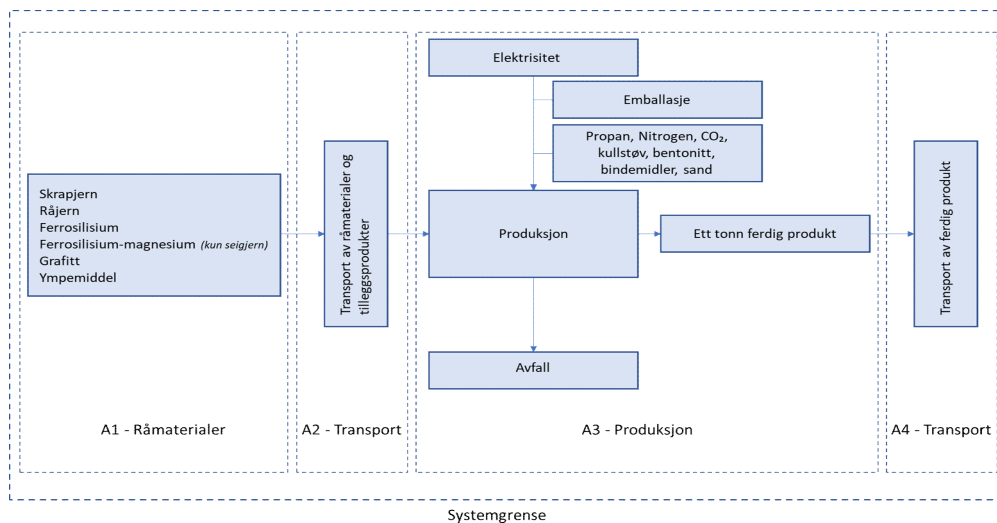 Skrapjern
Råjern
Ferrosilisium
Ferrosilisium-magnesium (kun seigjern)
Grafitt
Ympemiddel
A1 - Råmaterialer
Transport av råmaterialer og
tilleggsprodukter
A2 - Transport
Elektrisitet
Emballasje
Propan, Nitrogen, CO₂,
kullstøv, bentonitt,
bindemidler, sand
Produksjon
Ett tonn ferdig produkt
Avfall
A3 - Produksjon
Transport av ferdig produkt
A4 - Transport
Systemgrense